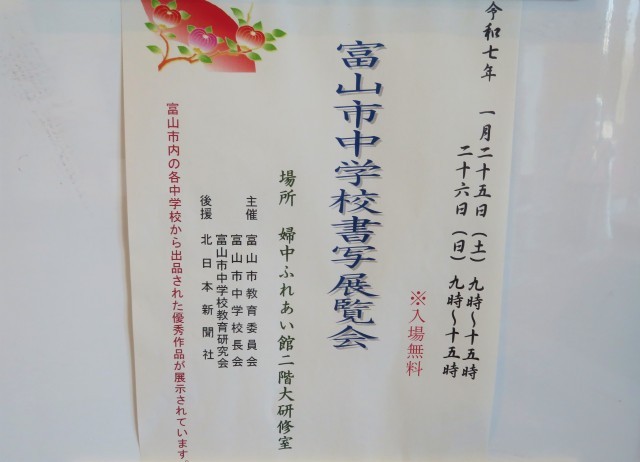 令和七年 一月二十五日（土）九時～十五時
二十六日（日）九時～十五時
※入場無料
富山市中学校書写展覧会
場所 婦中ふれあい館二階大研修室
主催 富山市教育委員会
富山市中学校長会
富山市中学校教育研究会
後援 北日本新聞社
富山市内の各中学校から出品された優秀作品が展示されています。